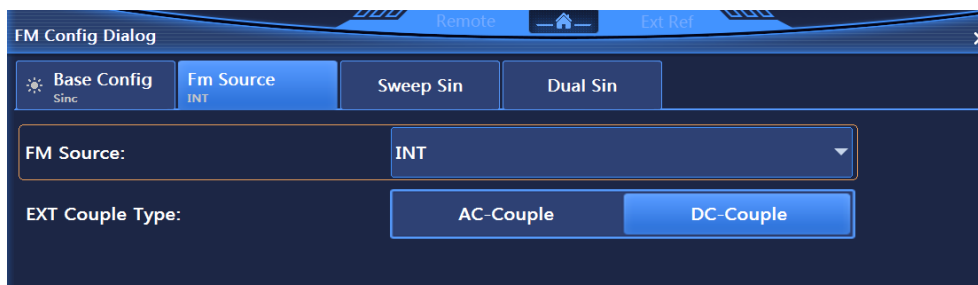 Remote
Ext Ref
FM Config Dialog
Base Config
Sinc
Fm Source
INT
Sweep Sin
Dual Sin
FM Source:
INT
EXT Couple Type:
AC-Couple
DC-Couple